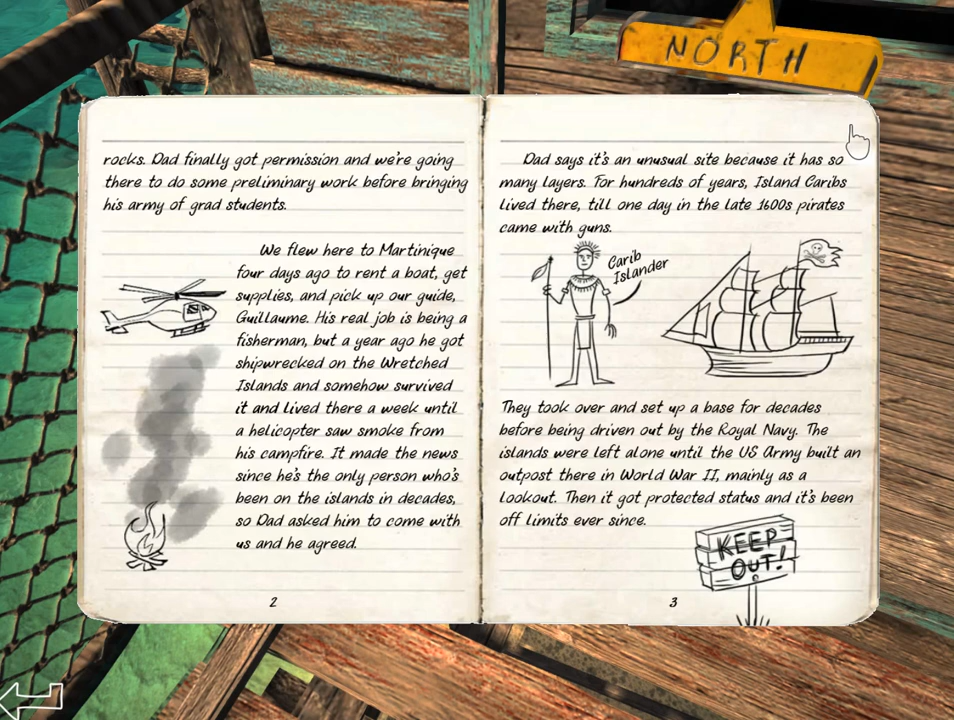 NORTH
rocks. Dad finally got permission and we're going
there to do some preliminary work before bringing
his army of grad students.
We flew here to Martinique
four days ago to rent a boat, get
supplies, and pick up our guide,
Guillaume. His real job is being a
fisherman, but a year ago he got
shipwrecked on the Wretched
Islands and somehow survived
it and lived there a week until
a helicopter saw smoke from
his campfire. It made the news
since he's the only person who's
been on the islands in decades,
so Dad asked him to come with
us and he agreed.
2
Dad says it's an unusual site because it has so
many layers. For hundreds of years, Island Caribs
lived there, till one day in the late 1600s pirates
came with guns.
Carib
Islander
They took over and set up a base for decades
before being driven out by the Royal Navy. The
islands were left alone until the US Army built an
outpost there in World War II, mainly as a
lookout. Then it got protected status and it's been
off limits ever since.
KEEP
OUT!
3